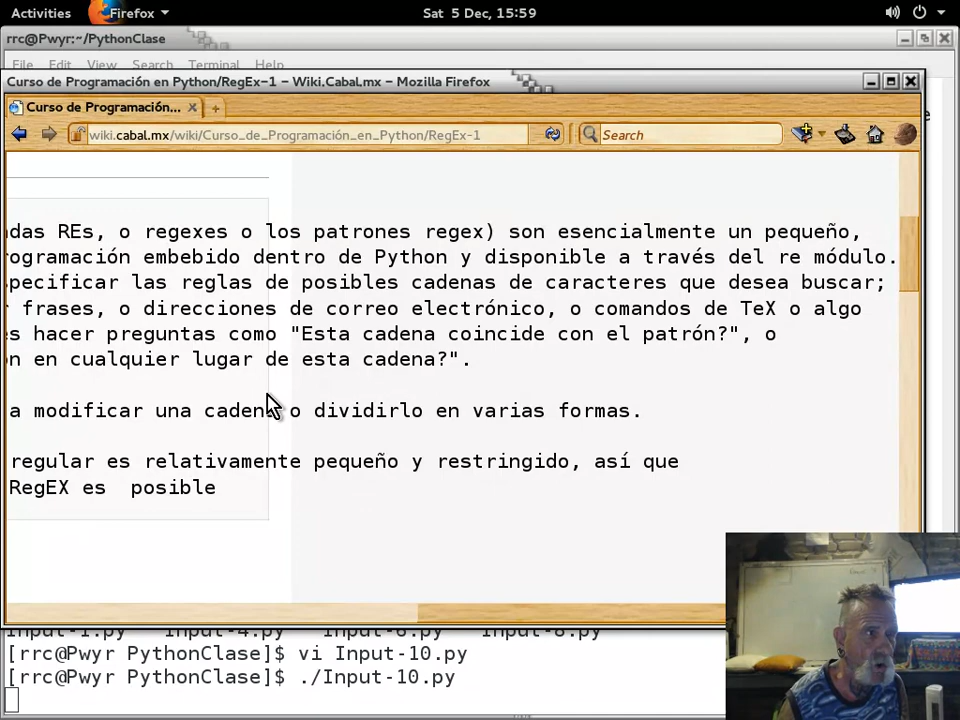 Activities Firefox Sat 5 Dec, 15:59
rrc@Pwyr:~/PythonClase
File Edit View Search Terminal Help
Curso de Programación en Python/RegEx-1 – Wiki.Cabal.mx – Mozilla Firefox
Curso de Programación...
wiki.cabal.mx/wiki/Curso_de_Programación_en_Python/RegEx-1 Search
adas REs, o regexes o los patrones regex) son esencialmente un pequeño,
rogramación embebido dentro de Python y disponible a través del re módulo.
specificar las reglas de posibles cadenas de caracteres que desea buscar;
r frases, o direcciones de correo electrónico, o comandos de TeX o algo
es hacer preguntas como "Esta cadena coincide con el patrón?", o
ón en cualquier lugar de esta cadena?".
a modificar una cadena o dividirlo en varias formas.
regular es relativamente pequeño y restringido, así que
RegEX es posible
Input-1.py Input-4.py Input-6.py Input-8.py
[rrc@Pwyr PythonClase]$ vi Input-10.py
[rrc@Pwyr PythonClase]$ ./Input-10.py